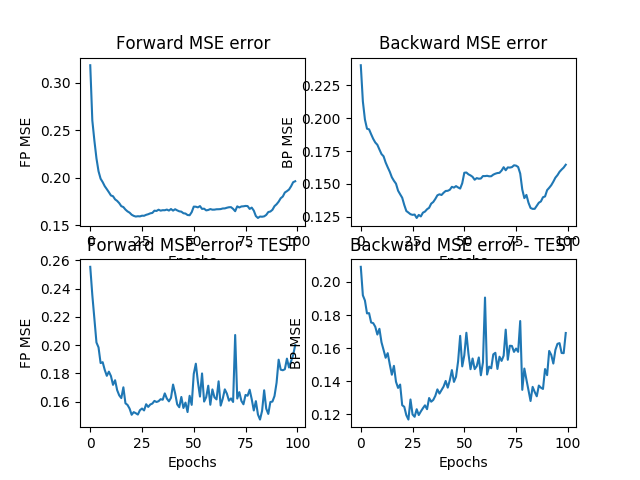 Forward MSE error
Backward MSE error
FP MSE
0.30
0.25
0.20
0.15
0 25 50 75 100
Epochs
BP MSE
0.225
0.200
0.175
0.150
0.125
0 25 50 75 100
Epochs
Forward MSE error - TEST
Backward MSE error - TEST
FP MSE
0.26
0.24
0.22
0.20
0.18
0.16
0 25 50 75 100
Epochs
BP MSE
0.20
0.18
0.16
0.14
0.12
0 25 50 75 100
Epochs